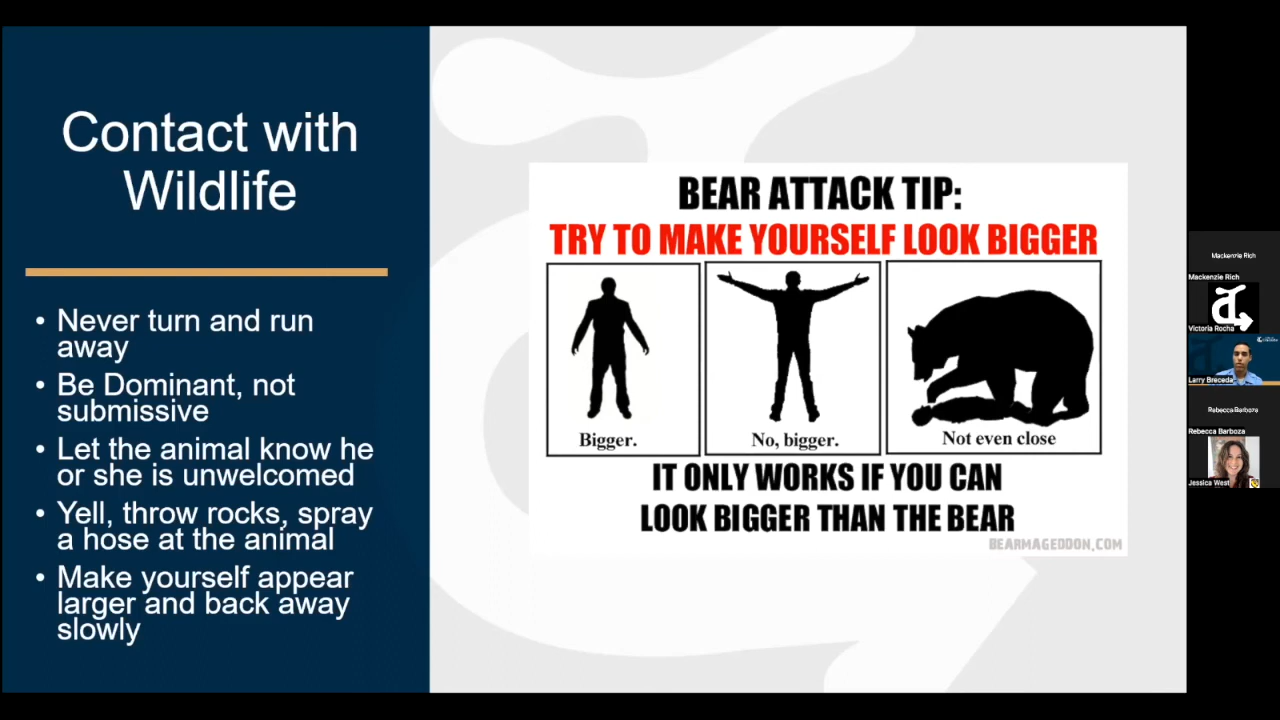 Contact with
Wildlife
• Never turn and run
away
• Be Dominant, not
submissive
• Let the animal know he
or she is unwelcomed
• Yell, throw rocks, spray
a hose at the animal
• Make yourself appear
larger and back away
slowly
BEAR ATTACK TIP:
TRY TO MAKE YOURSELF LOOK BIGGER
Bigger.
No, bigger.
Not even close
IT ONLY WORKS IF YOU CAN
LOOK BIGGER THAN THE BEAR
BEARMAGEDDON.COM
Mackenzie Rich
Mackenzie Rich
Victoria Rocha
Larry Breceda
Rebecca Barboza
Rebecca Barboza
Jessica West